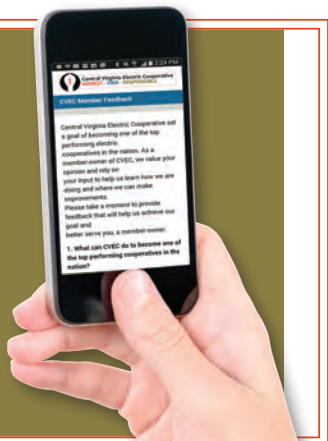 2:24 PM
Central Virginia Electric Cooperative
HONEST · FAIR · RESPONSIBLE
CVEC Member Feedback
Central Virginia Electric Cooperative set
a goal of becoming one of the top
performing electric
cooperatives in the nation. As a
member-owner of CVEC, we value your
opinion and rely on
your input to help us learn how we are
doing and where we can make
improvements.
Please take a moment to provide
feedback that will help us achieve our
goal and
better serve you, a member-owner.
1. What can CVEC do to become one of
the top performing cooperatives in the
nation?